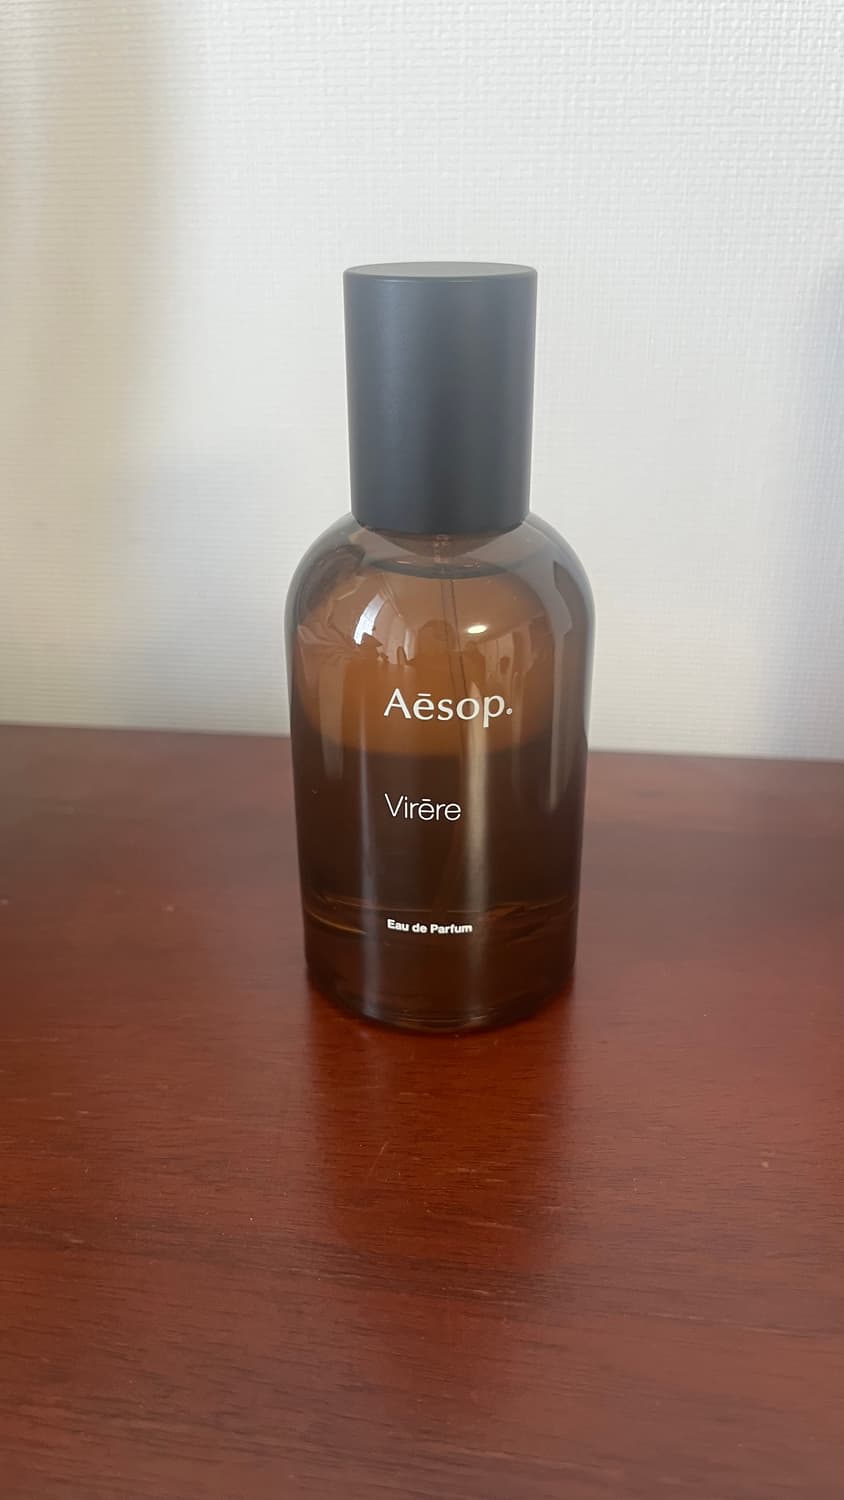 Aēsop.
Virēre
Eau de Parfum